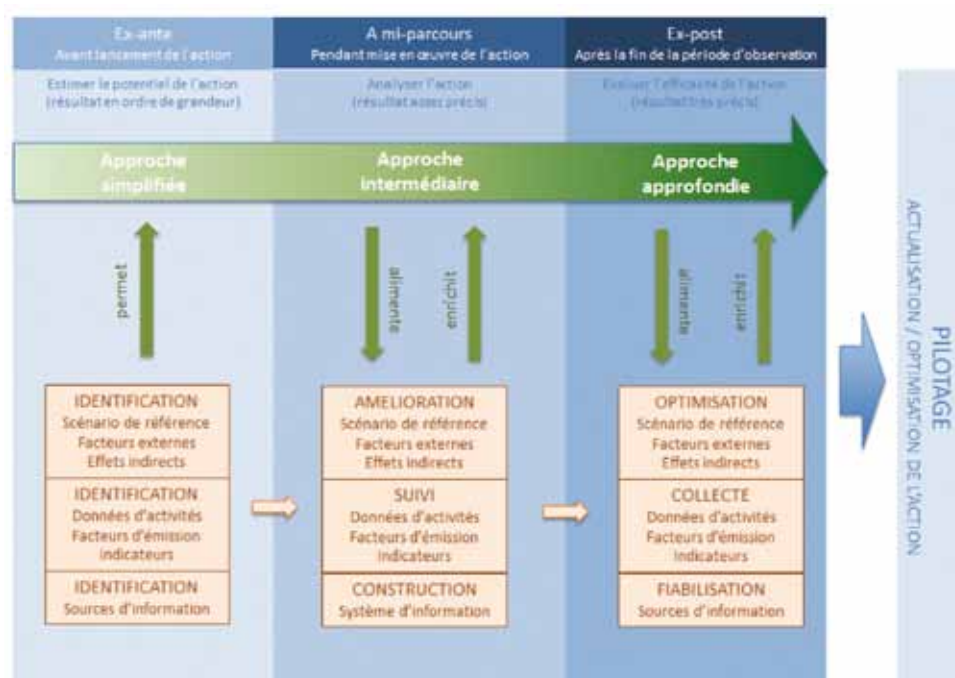 Ex-ante
Avant lancement de l'action
Estimer le potentiel de l'action
(résultat en ordre de grandeur)
A mi-parcours
Pendant mise en œuvre de l'action
Analyser l'action
(résultat assez précis)
Ex-post
Après la fin de la période d'observation
Evaluer l'efficacité de l'action
(résultat très précis)
Approche
simplifiée
Approche
intermédiaire
Approche
approfondie
permet
alimente
enrichit
alimente
enrichit
IDENTIFICATION
Scénario de référence
Facteurs externes
Effets indirects
IDENTIFICATION
Données d'activités
Facteurs d'émission
Indicateurs
IDENTIFICATION
Sources d'information
AMELIORATION
Scénario de référence
Facteurs externes
Effets indirects
SUIVI
Données d'activités
Facteurs d'émission
Indicateurs
CONSTRUCTION
Système d'information
OPTIMISATION
Scénario de référence
Facteurs externes
Effets indirects
COLLECTE
Données d'activités
Facteurs d'émission
Indicateurs
FIABILISATION
Sources d'information
PILOTAGE
ACTUALISATION / OPTIMISATION DE L'ACTION